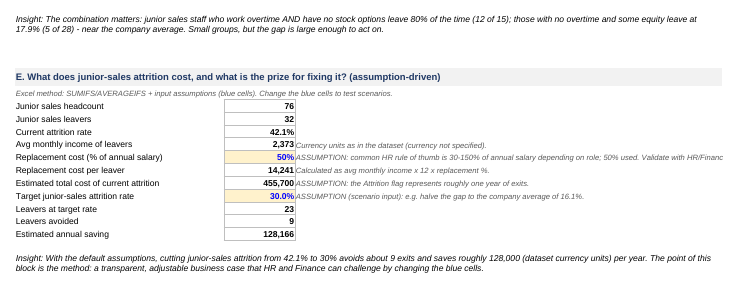 Insight: The combination matters: junior sales staff who work overtime AND have no stock options leave 80% of the time (12 of 15); those with no overtime and some equity leave at
17.9% (5 of 28) - near the company average. Small groups, but the gap is large enough to act on.
E. What does junior-sales attrition cost, and what is the prize for fixing it? (assumption-driven)
Excel method: SUMIFS/AVERAGEIFS + input assumptions (blue cells). Change the blue cells to test scenarios.
Junior sales headcount 76
Junior sales leavers 32
Current attrition rate 42.1%
Avg monthly income of leavers 2,373 Currency units as in the dataset (currency not specified).
Replacement cost (% of annual salary) 50% ASSUMPTION: common HR rule of thumb is 30-150% of annual salary depending on role; 50% used. Validate with HR/Financ
Replacement cost per leaver 14,241 Calculated as avg monthly income x 12 x replacement %.
Estimated total cost of current attrition 455,700 ASSUMPTION: the Attrition flag represents roughly one year of exits.
Target junior-sales attrition rate 30.0% ASSUMPTION (scenario input): e.g. halve the gap to the company average of 16.1%.
Leavers at target rate 23
Leavers avoided 9
Estimated annual saving 128,166
Insight: With the default assumptions, cutting junior-sales attrition from 42.1% to 30% avoids about 9 exits and saves roughly 128,000 (dataset currency units) per year. The point of this
block is the method: a transparent, adjustable business case that HR and Finance can challenge by changing the blue cells.